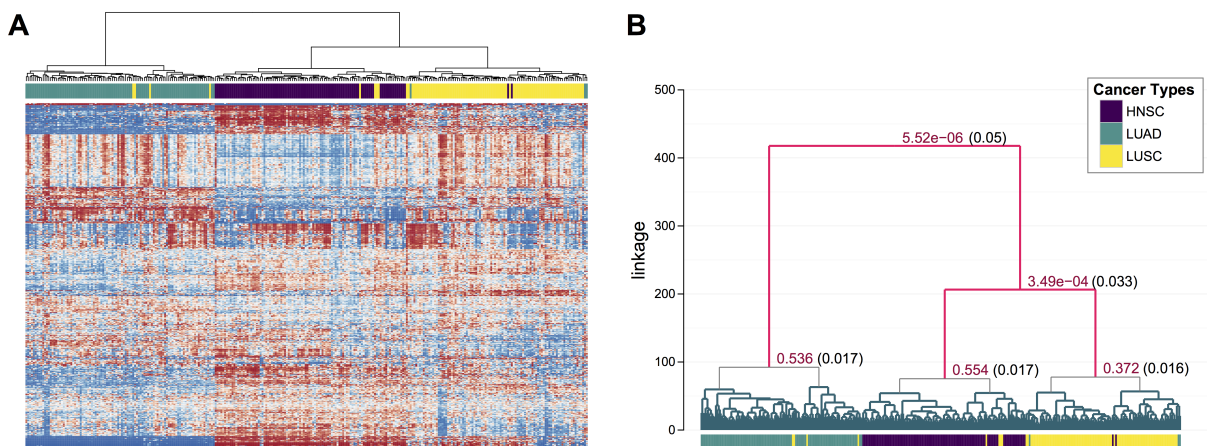 A
B
Cancer Types
HNSC
LUAD
LUSC
500
400
300
200
100
0
linkage
5.52e−06 (0.05)
3.49e−04 (0.033)
0.536 (0.017)
0.554 (0.017)
0.372 (0.016)